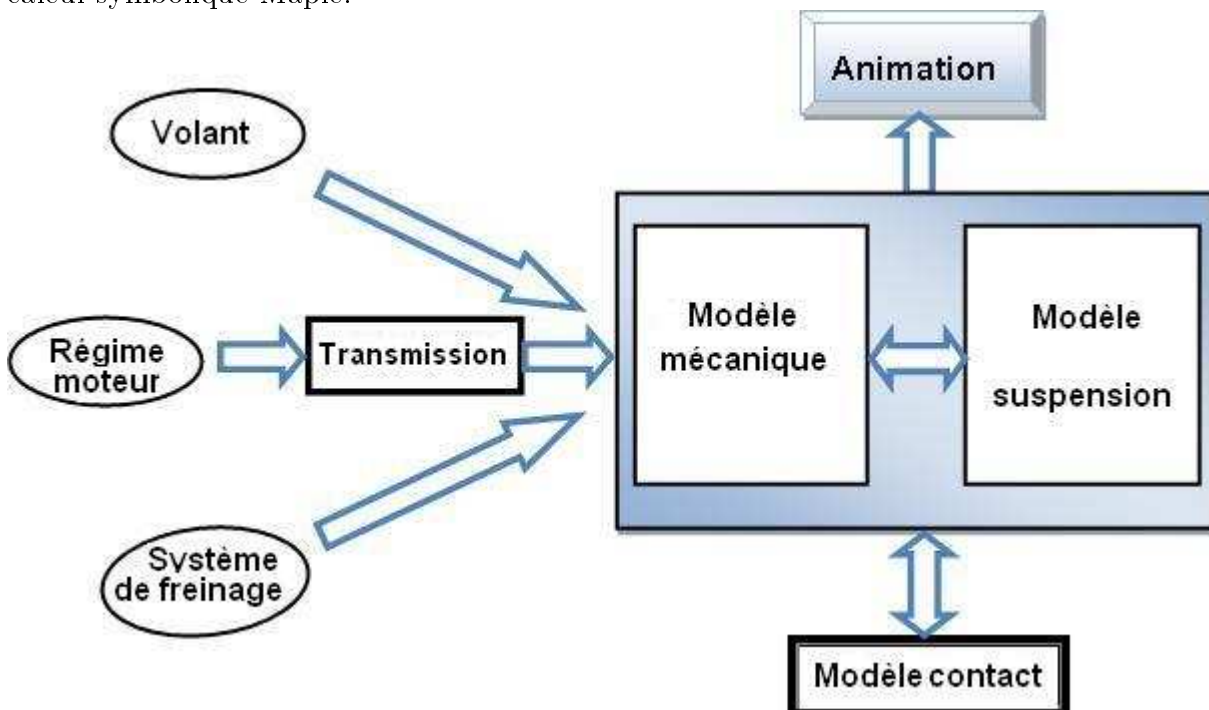 calcul symbolique Maple.
Animation
Volant
Régime
moteur
Transmission
Modèle
mécanique
Modèle
suspension
Système
de freinage
Modèle contact